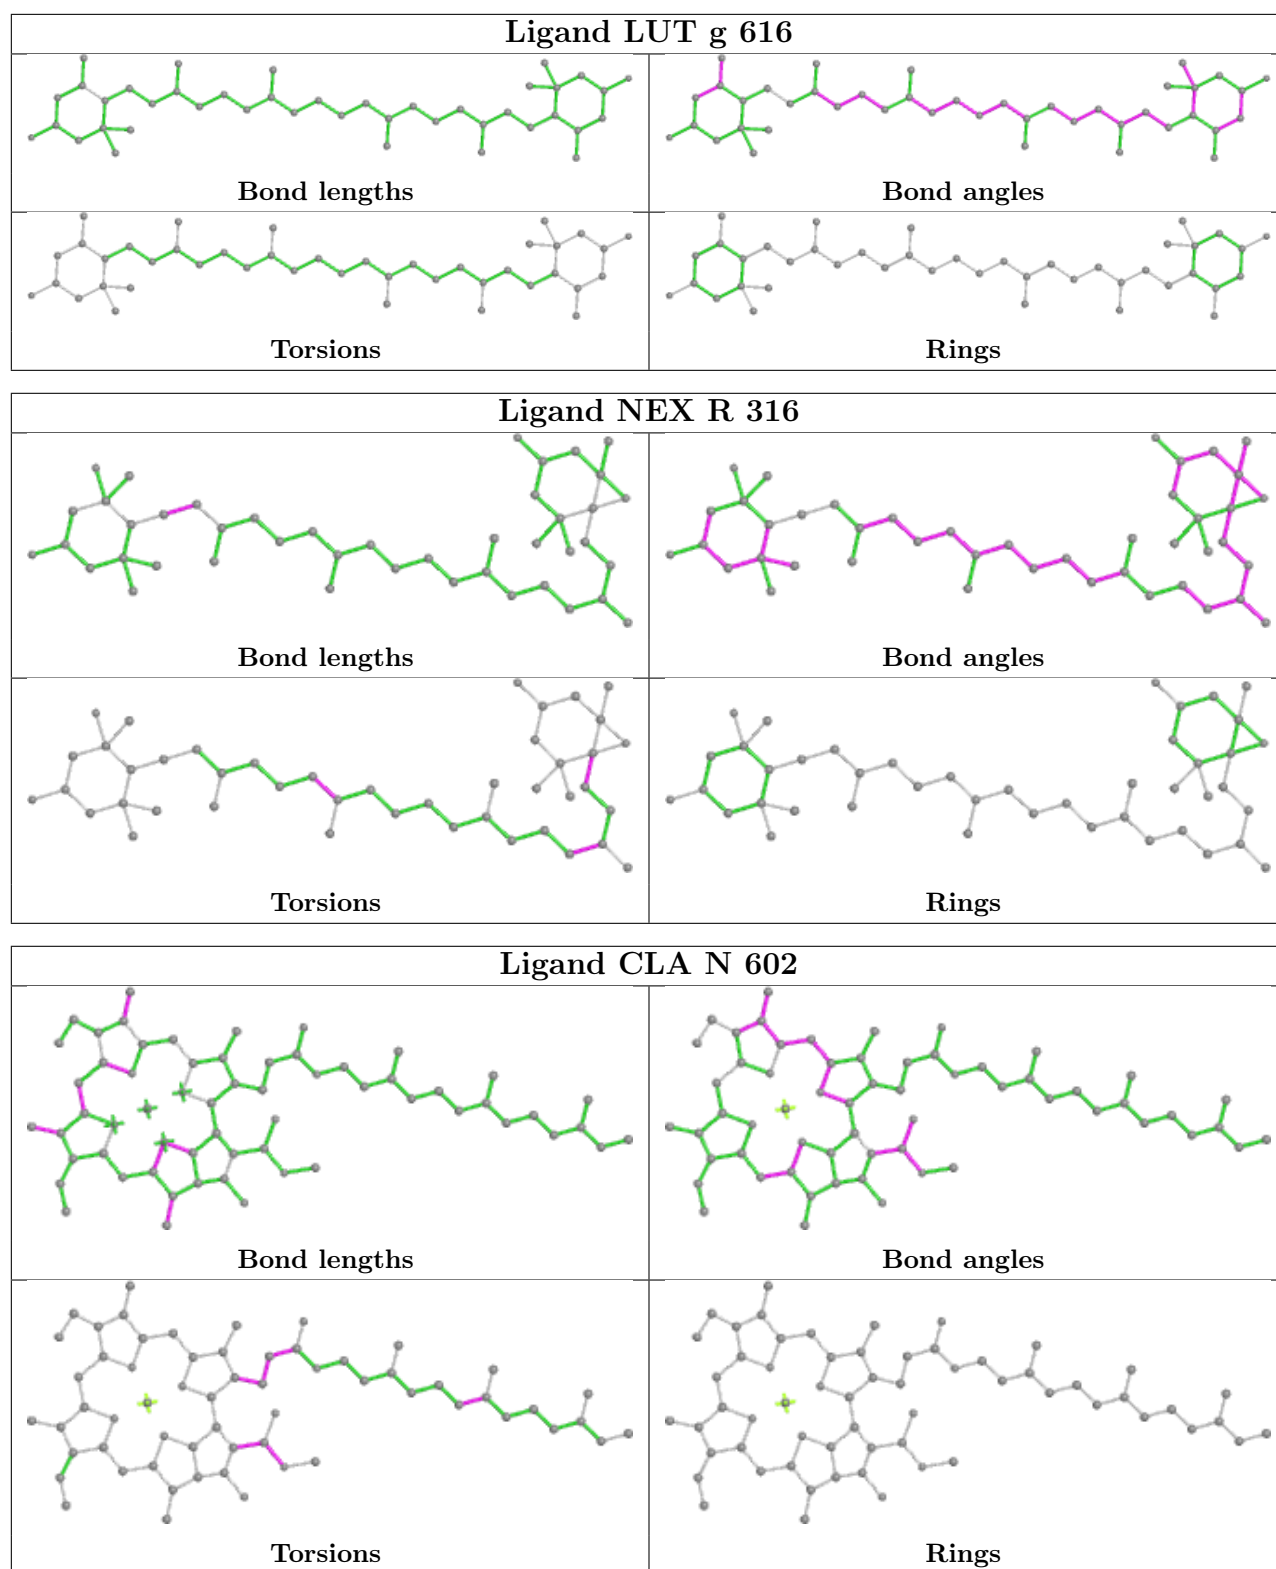 Ligand LUT g 616
Bond lengths
Bond angles
Torsions
Rings
Ligand NEX R 316
Bond lengths
Bond angles
Torsions
Rings
Ligand CLA N 602
Bond lengths
Bond angles
Torsions
Rings